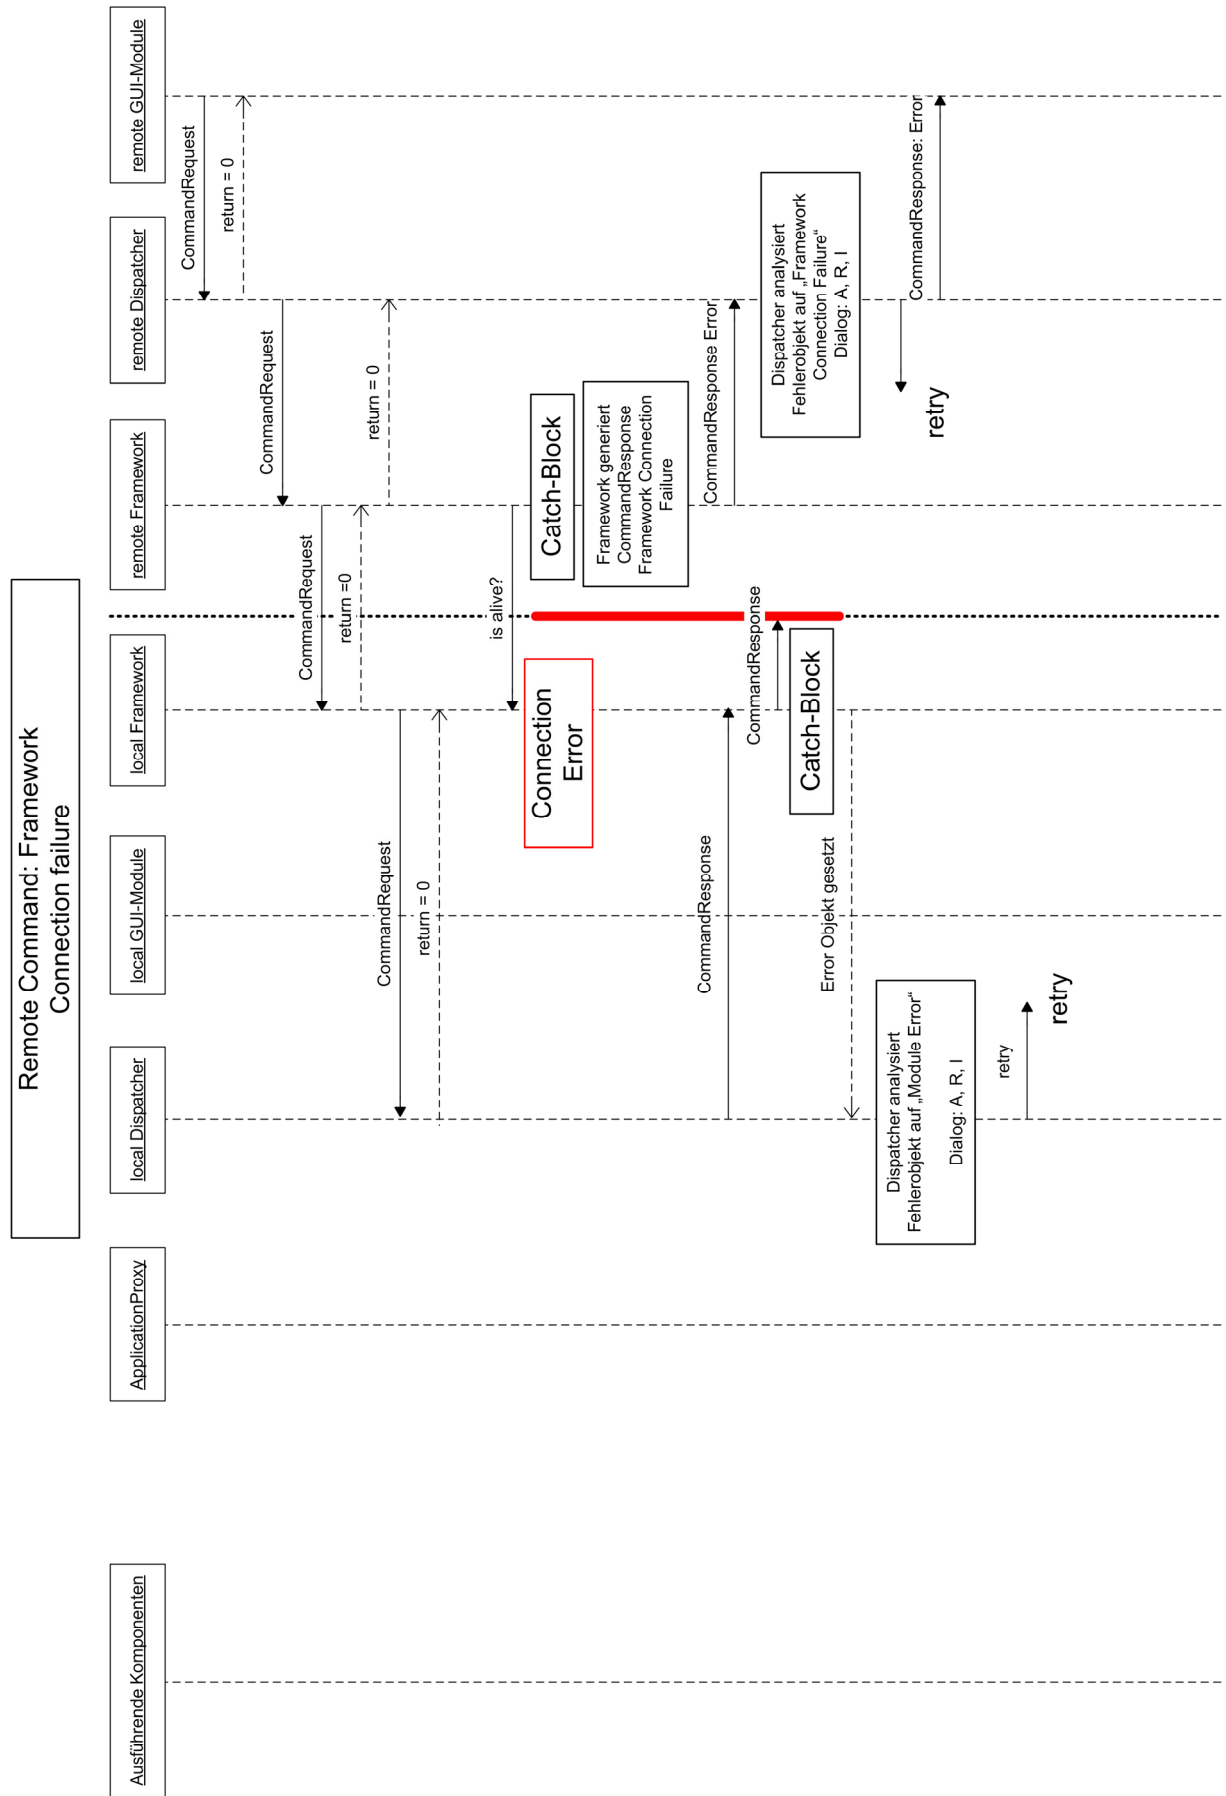 Remote Command: Framework
Connection failure
Ausführende Komponenten
ApplicationProxy
local Dispatcher
local GUI-Module
local Framework
remote Framework
remote Dispatcher
remote GUI-Module
CommandRequest
return = 0
CommandRequest
CommandRequest
return =0
return = 0
CommandRequest
return = 0
is alive?
Connection
Error
Catch-Block
Framework generiert
CommandResponse
Framework Connection
Failure
CommandResponse
CommandResponse Error
CommandResponse
Dispatcher analysiert
Fehlerobjekt auf „Framework
Connection Failure“
Dialog: A, R, I
Catch-Block
Error Objekt gesetzt
Dispatcher analysiert
Fehlerobjekt auf „Module Error“
Dialog: A, R, I
CommandResponse: Error
retry
retry
retry